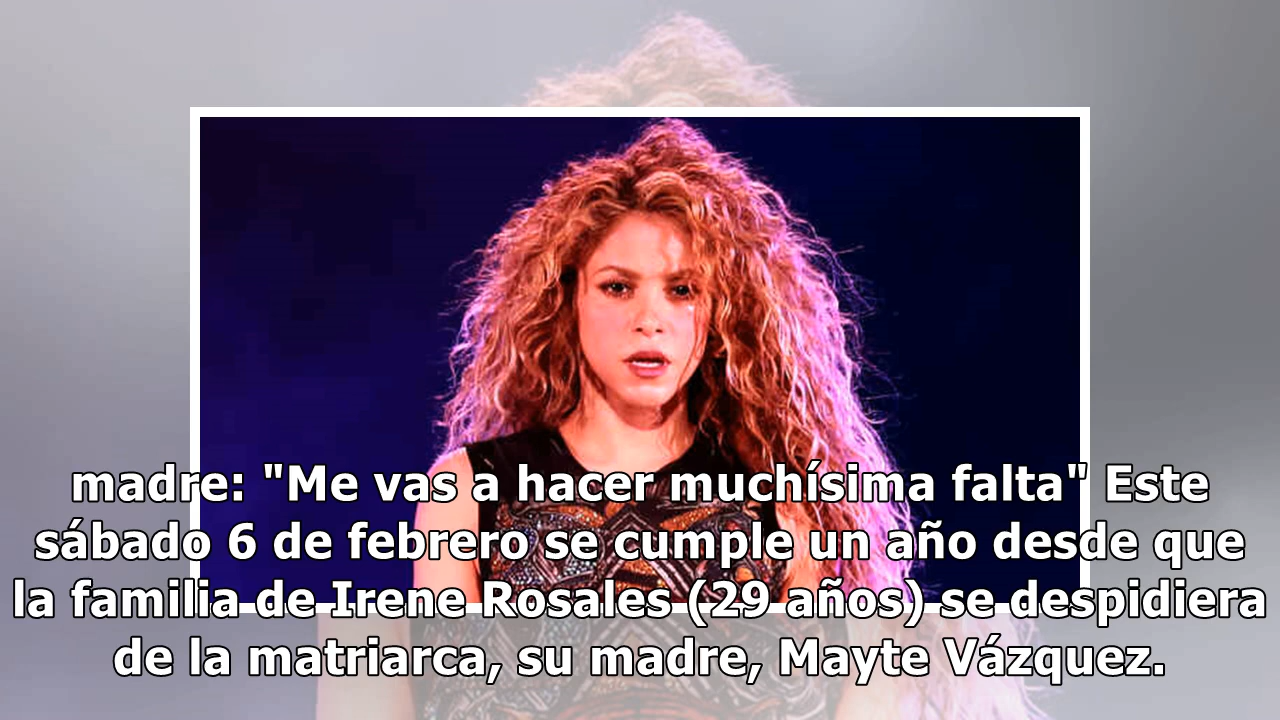 madre: "Me vas a hacer muchísima falta" Este
sábado 6 de febrero se cumple un año desde que
la familia de Irene Rosales (29 años) se despidiera
de la matriarca, su madre, Mayte Vázquez.